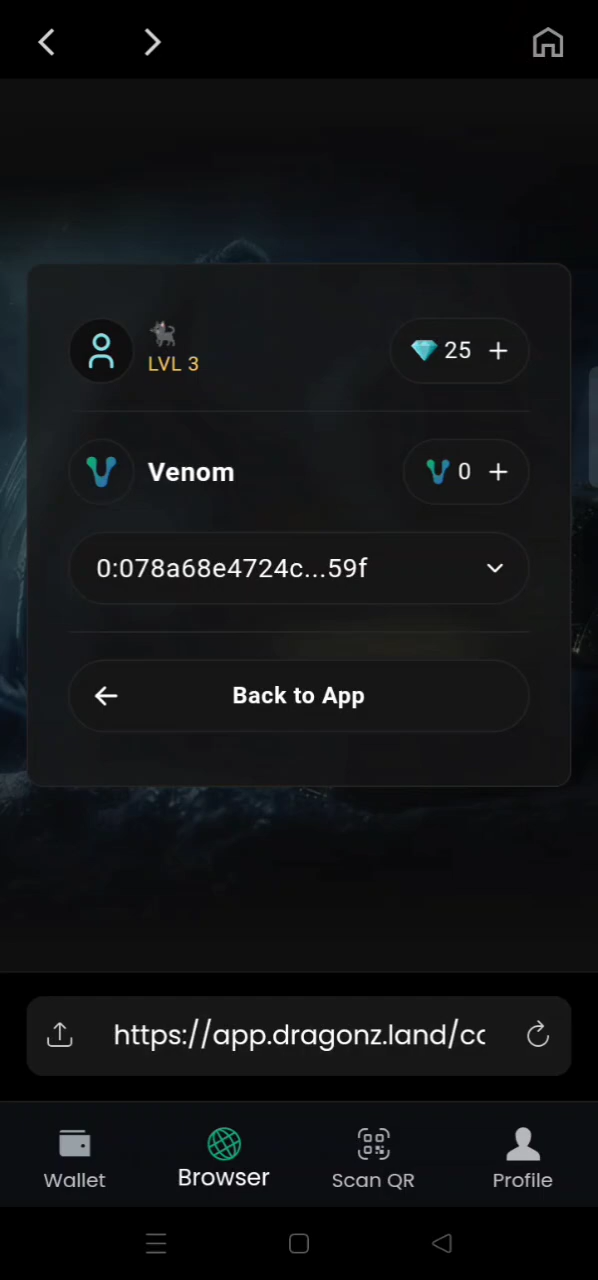 LVL 3
25
Venom
0
0:078a68e4724c...59f
Back to App
https://app.dragonz.land/cc
Wallet
Browser
Scan QR
Profile